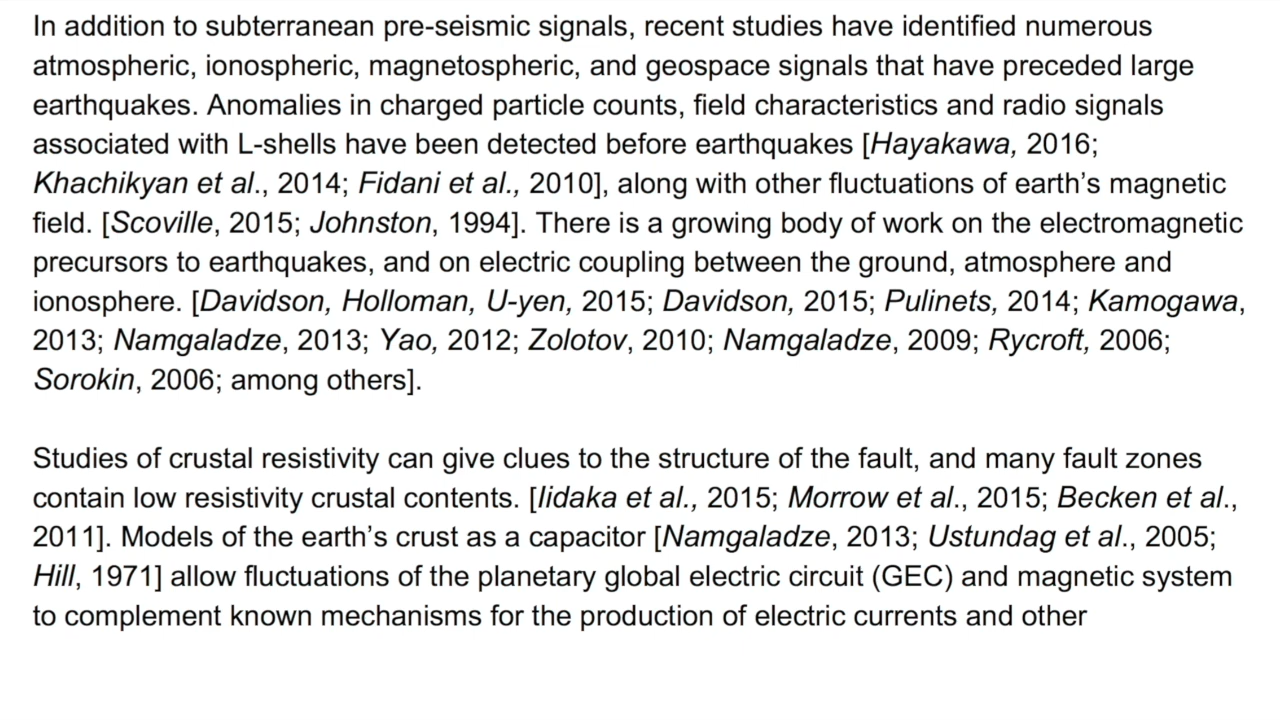 In addition to subterranean pre-seismic signals, recent studies have identified numerous
atmospheric, ionospheric, magnetospheric, and geospace signals that have preceded large
earthquakes. Anomalies in charged particle counts, field characteristics and radio signals
associated with L-shells have been detected before earthquakes [Hayakawa, 2016;
Khachikyan et al., 2014; Fidani et al., 2010], along with other fluctuations of earth’s magnetic
field. [Scoville, 2015; Johnston, 1994]. There is a growing body of work on the electromagnetic
precursors to earthquakes, and on electric coupling between the ground, atmosphere and
ionosphere. [Davidson, Holloman, U-yen, 2015; Davidson, 2015; Pulinets, 2014; Kamogawa,
2013; Namgaladze, 2013; Yao, 2012; Zolotov, 2010; Namgaladze, 2009; Rycroft, 2006;
Sorokin, 2006; among others].
Studies of crustal resistivity can give clues to the structure of the fault, and many fault zones
contain low resistivity crustal contents. [Iidaka et al., 2015; Morrow et al., 2015; Becken et al.,
2011]. Models of the earth’s crust as a capacitor [Namgaladze, 2013; Ustundag et al., 2005;
Hill, 1971] allow fluctuations of the planetary global electric circuit (GEC) and magnetic system
to complement known mechanisms for the production of electric currents and other